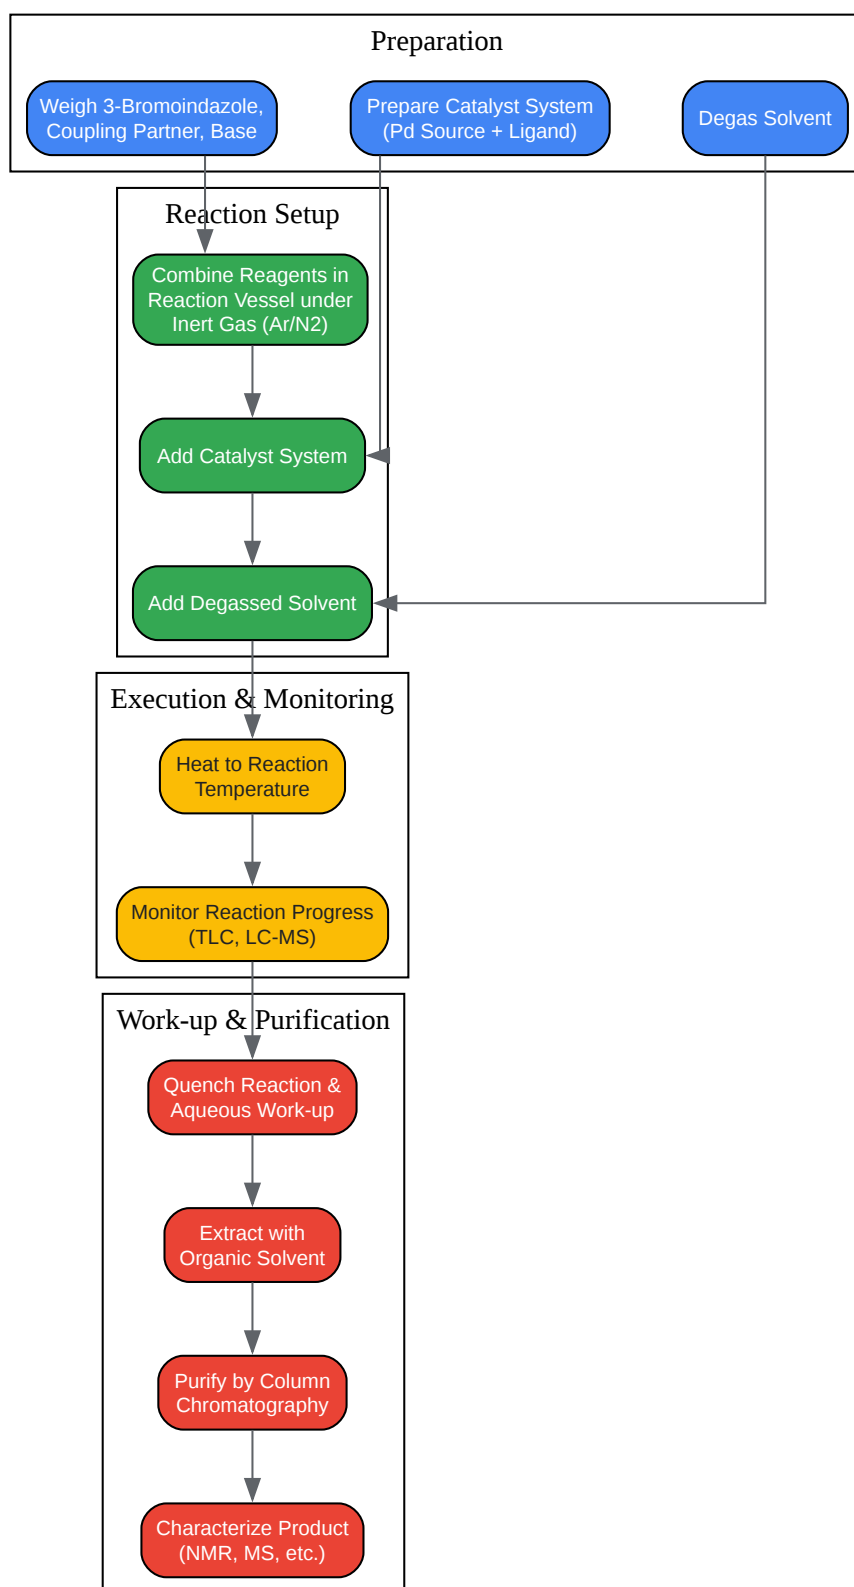 Preparation
Weigh 3-Bromoindazole,
Coupling Partner, Base
Prepare Catalyst System
(Pd Source + Ligand)
Degas Solvent
Reaction Setup
Combine Reagents in
Reaction Vessel under
Inert Gas (Ar/N2)
Add Catalyst System
Add Degassed Solvent
Execution & Monitoring
Heat to Reaction
Temperature
Monitor Reaction Progress
(TLC, LC-MS)
Work-up & Purification
Quench Reaction &
Aqueous Work-up
Extract with
Organic Solvent
Purify by Column
Chromatography
Characterize Product
(NMR, MS, etc.)